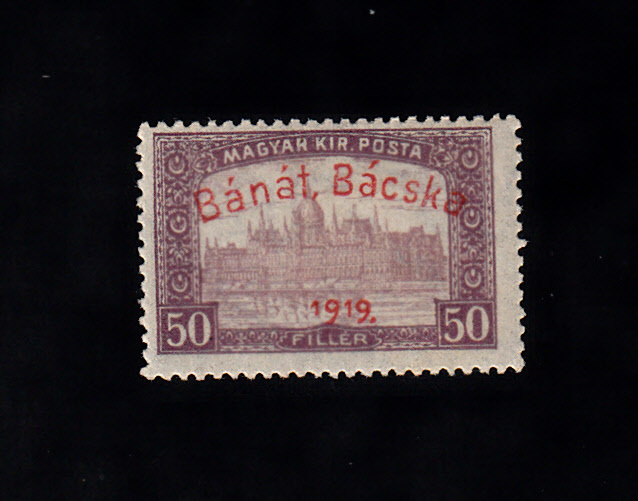 MAGYAR KIR. POSTA
Bánát, Bácska
1919.
50 FILLÉR 50